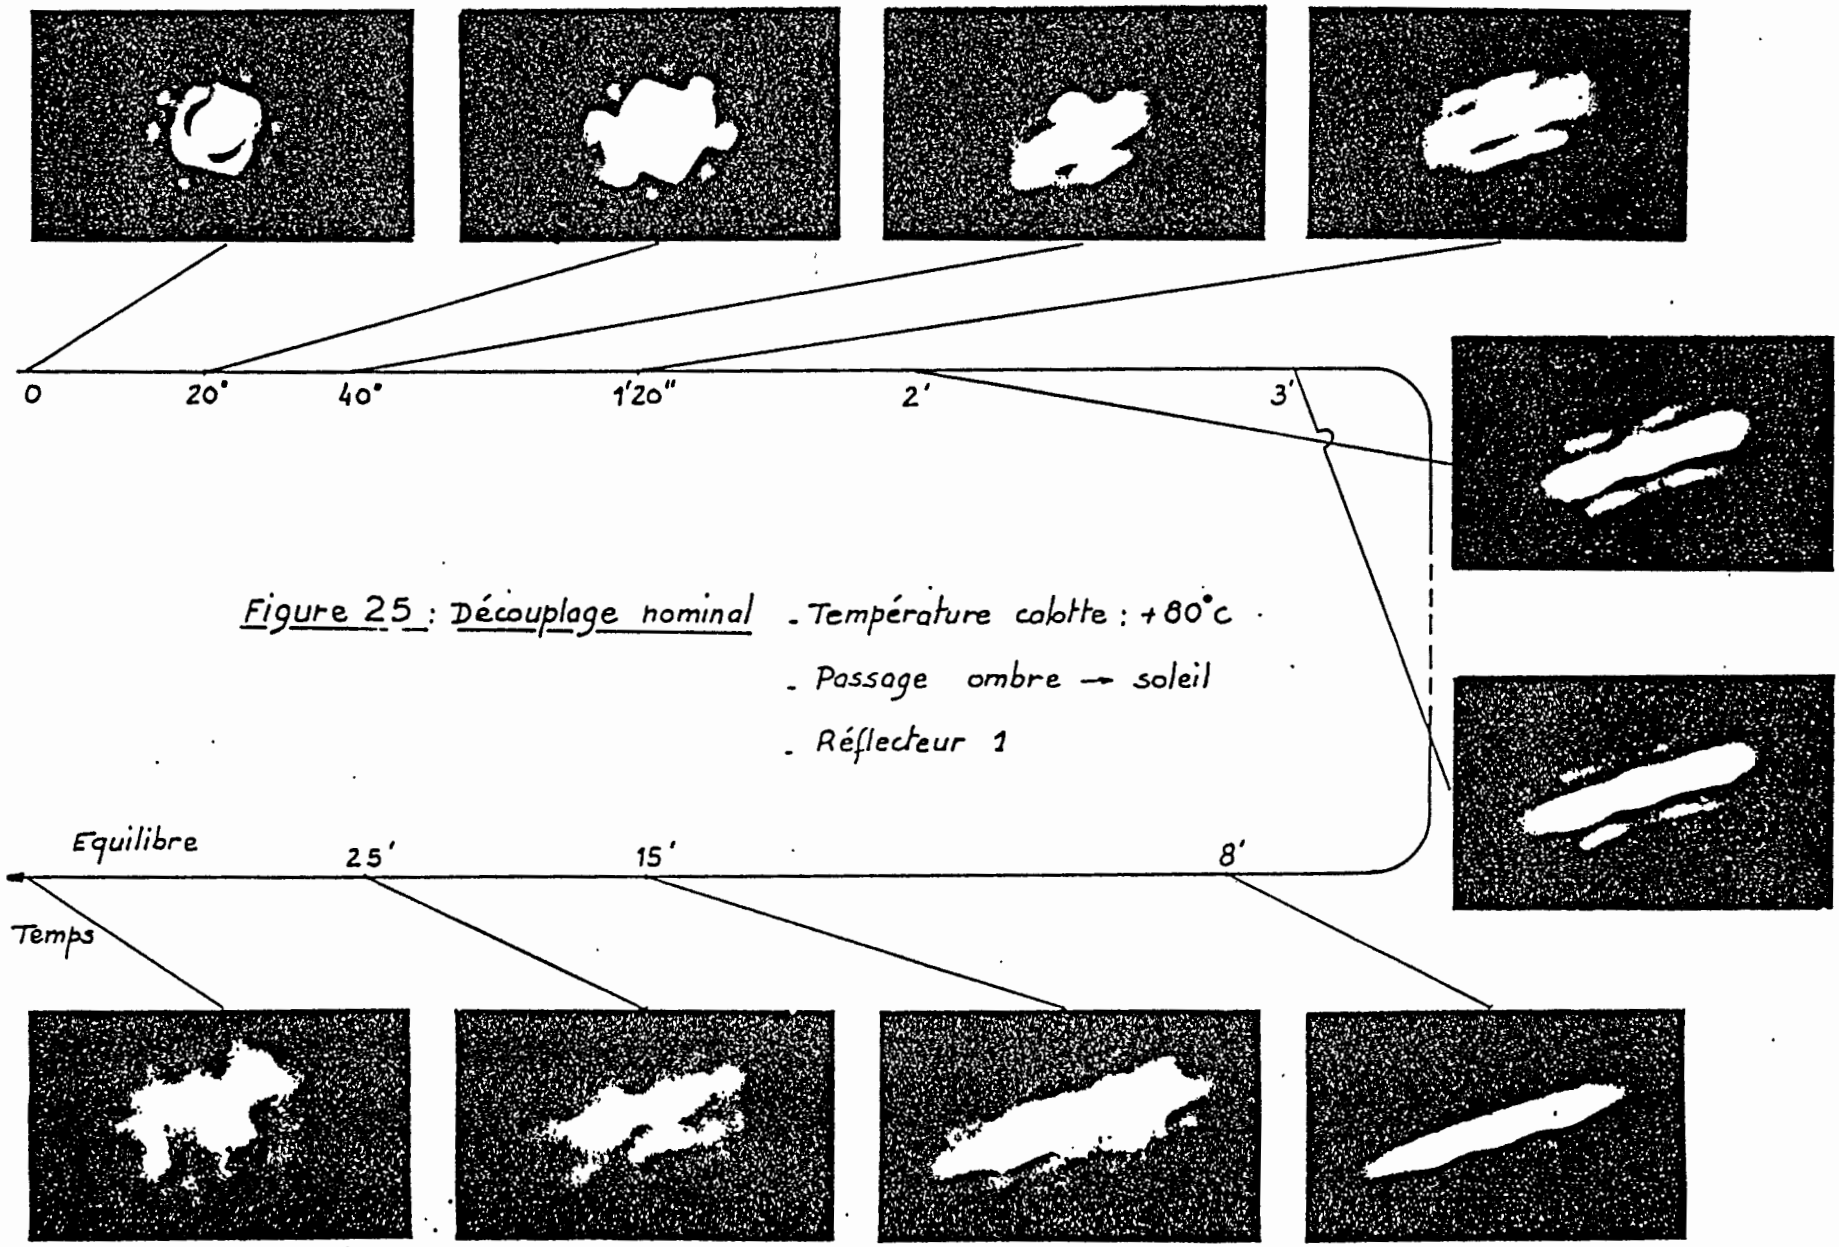 0 20" 40" 1'20" 2' 3'
Figure 25 : Découplage nominal - Température calotte : +80°C
- Passage ombre → soleil
- Réflecteur 1
Equilibre 25' 15' 8'
Temps